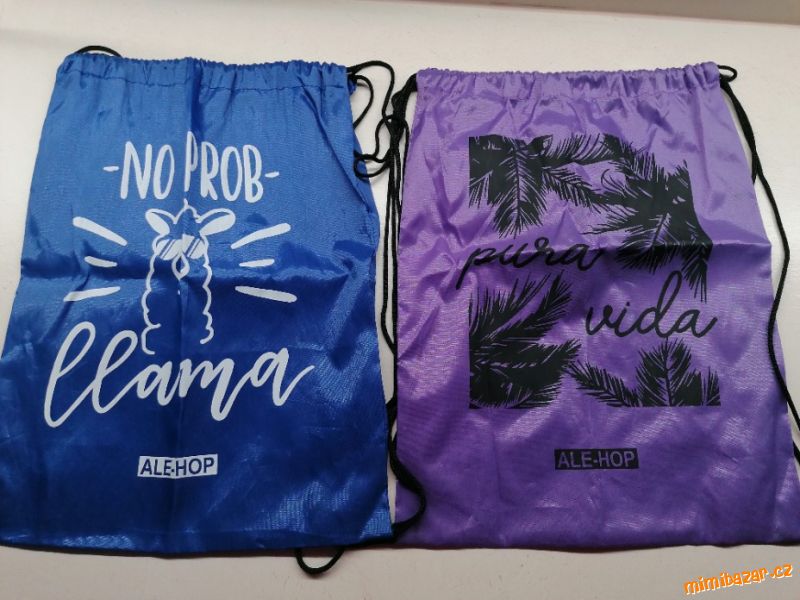 -NO PROB-
llama
ALE-HOP
pura
vida
ALE-HOP
mimibazar.cz